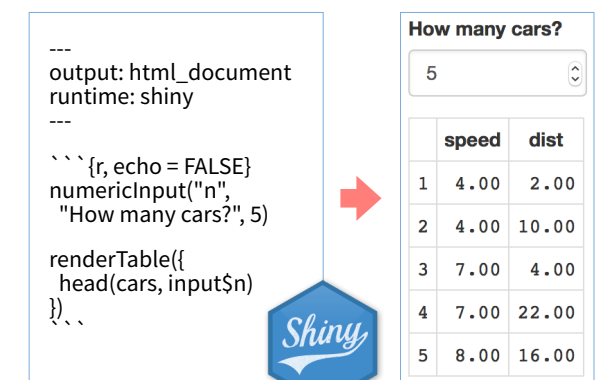 ---
output: html_document
runtime: shiny
---
```{r, echo = FALSE}
numericInput("n",
"How many cars?", 5)
renderTable({
head(cars, input$n)
})
```
Shiny
How many cars?
5
speed dist
1 4.00 2.00
2 4.00 10.00
3 7.00 4.00
4 7.00 22.00
5 8.00 16.00